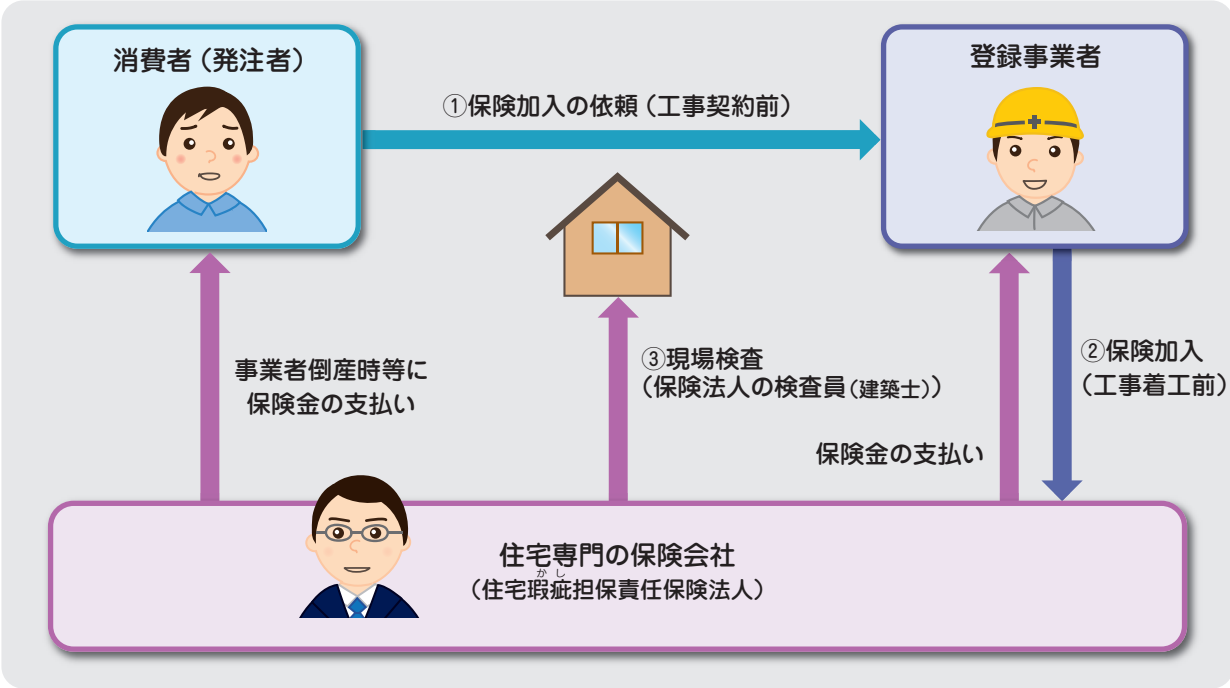 消費者（発注者）
登録事業者
①保険加入の依頼（工事契約前）
事業者倒産時等に
保険金の支払い
③現場検査
（保険法人の検査員（建築士））
②保険加入
（工事着工前）
保険金の支払い
住宅専門の保険会社
かし
（住宅瑕疵担保責任保険法人）